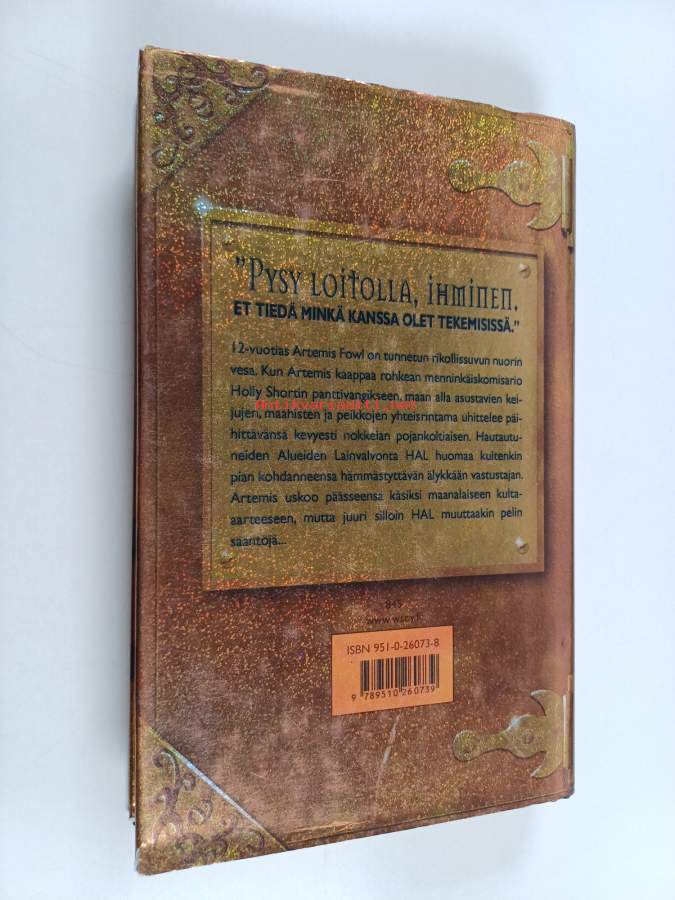 "PYSY LOITOLLA, IHMINEN.
ET TIEDÄ MINKÄ KANSSA OLET TEKEMISISSÄ."
12-vuotias Artemis Fowl on tunnetun rikollissuvun nuorin
vesa. Kun Artemis kaappaa rohkean menninkäiskomisario
Holly Shortin panttivangikseen, maan alla asustavien kei-
jujen, maahisten ja peikkojen yhteisrintama uhittelee päi-
hittävänsä kevyesti nokkelan pojankoltiaisen. Hautautu-
neiden Alueiden Lainvalvonta HAL huomaa kuitenkin
pian kohdanneensa hämmästyttävän älykkään vastustajan.
Artemis uskoo päässeensä käsiksi maanalaiseen kulta-
aarteeseen, mutta juuri silloin HAL muuttaakin pelin
sääntöjä...
www.wsoy.fi
ISBN 951-0-26073-8
9 789510 260739